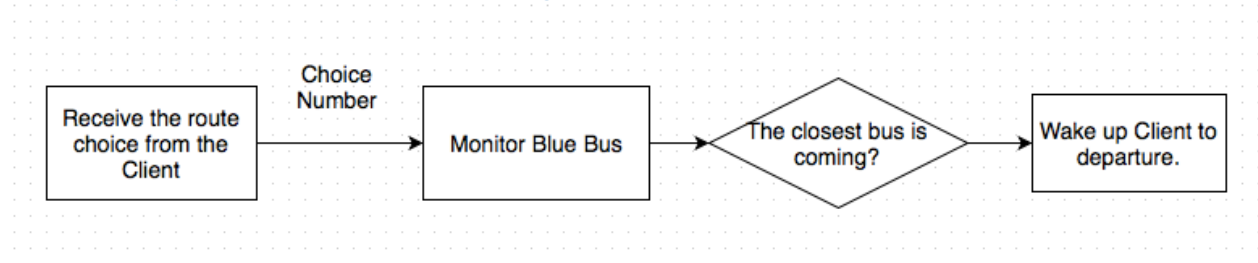 Receive the route
choice from the
Client
Choice
Number
Monitor Blue Bus
The closest bus is
coming?
Wake up Client to
departure.